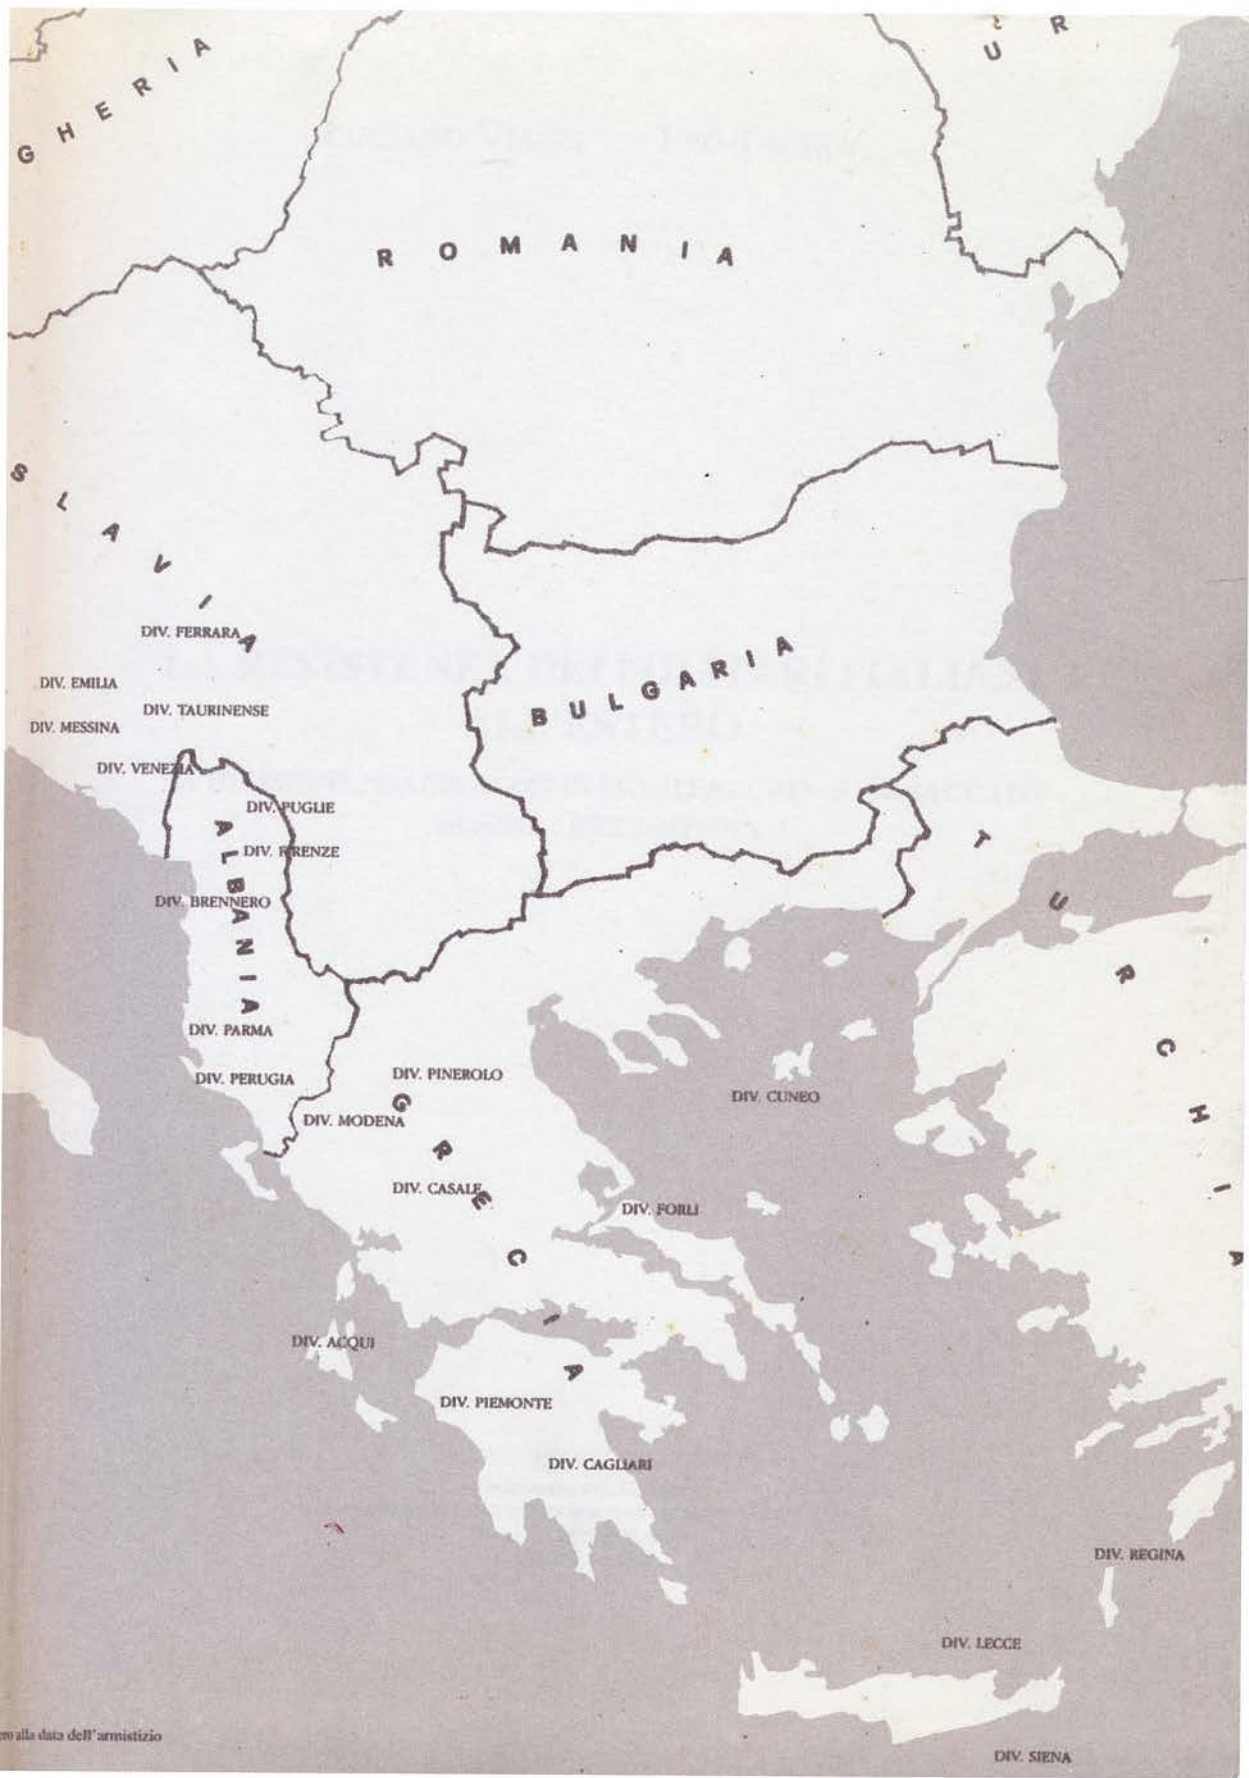 GHERIA
UR
ROMANIA
SLAVIA
DIV. FERRARA
DIV. EMILIA
DIV. TAURINENSE
DIV. MESSINA
BULGARIA
DIV. VENEZIA
DIV. PUGLIE
ALBANIA
DIV. FIRENZE
DIV. BRENNERO
TURCHIA
DIV. PARMA
DIV. PERUGIA
DIV. PINEROLO
DIV. CUNEO
DIV. MODENA
GRECIA
DIV. CASALE
DIV. FORLI
DIV. ACQUI
DIV. PIEMONTE
DIV. CAGLIARI
DIV. REGINA
DIV. LECCE
alla data dell'armistizio
DIV. SIENA